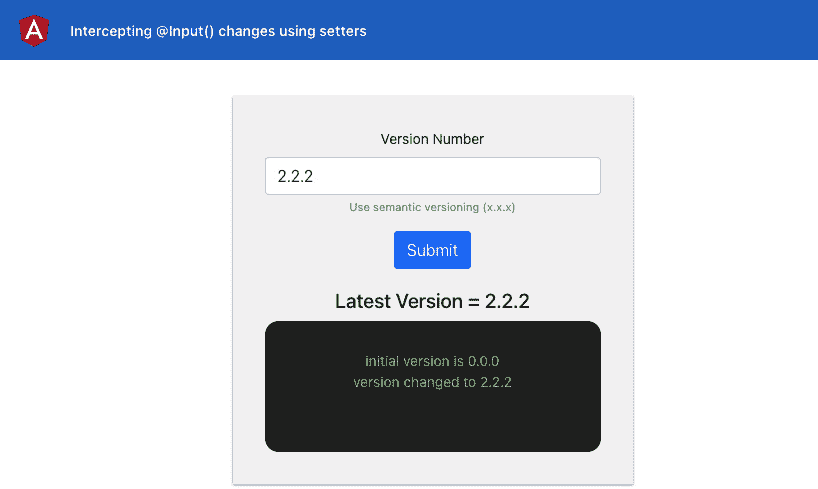 A
Intercepting @Input() changes using setters
Version Number
2.2.2
Use semantic versioning (x.x.x)
Submit
Latest Version = 2.2.2
initial version is 0.0.0
version changed to 2.2.2